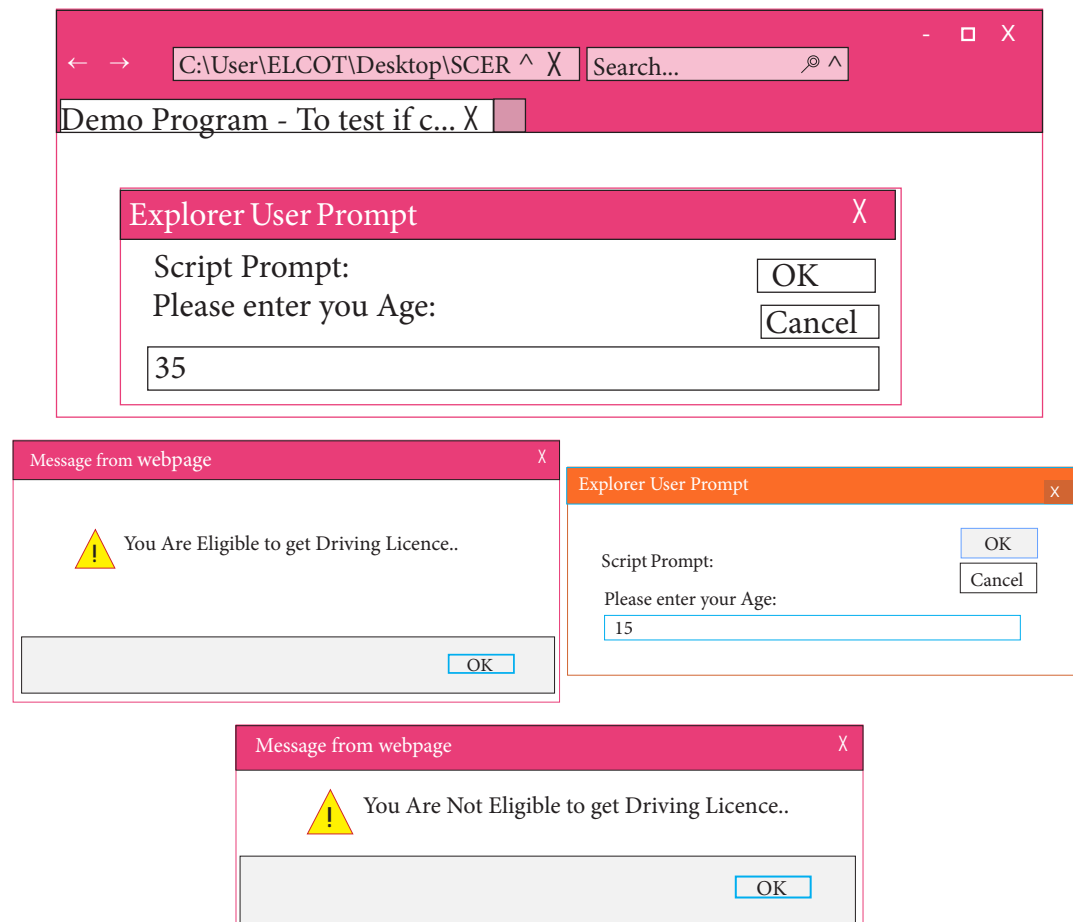 - □ X
← → C:\User\ELCOT\Desktop\SCER ^ X Search... ^
Demo Program - To test if c... X
Explorer User Prompt X
Script Prompt:
OK
Please enter you Age:
Cancel
35
Message from webpage X
! You Are Eligible to get Driving Licence..
OK
Explorer User Prompt X
OK
Script Prompt:
Cancel
Please enter your Age:
15
Message from webpage X
! You Are Not Eligible to get Driving Licence..
OK